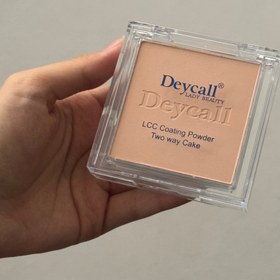 Deycall®
LADY BEAUTY
Deycall
LCC Coating Powder
Two way Cake